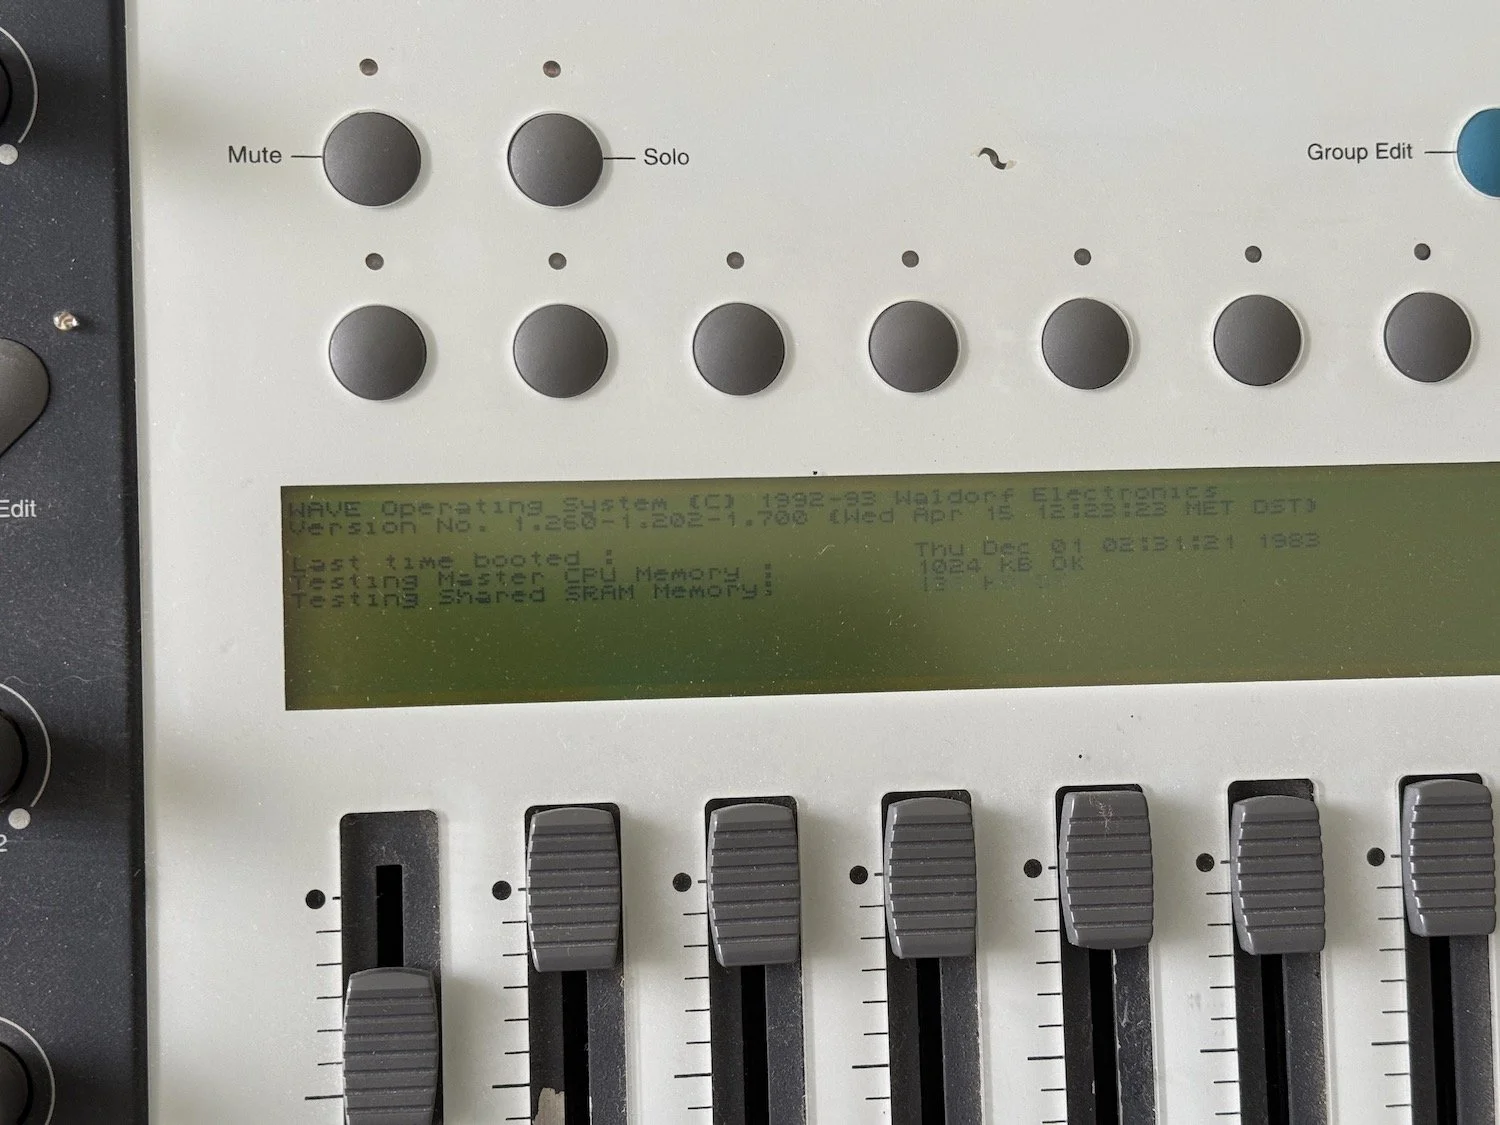 Mute
Solo
Group Edit
Edit
WAVE Operating System (C) 1992-93 Waldorf Electronics
Version No. 1.260-1.202-1.700 (Wed Apr 15 12:23:23 MET DST)
Last time booted : Thu Dec 01 02:31:21 1983
Testing Master CPU Memory : 1024 kB OK
Testing Shared SRAM Memory:
2